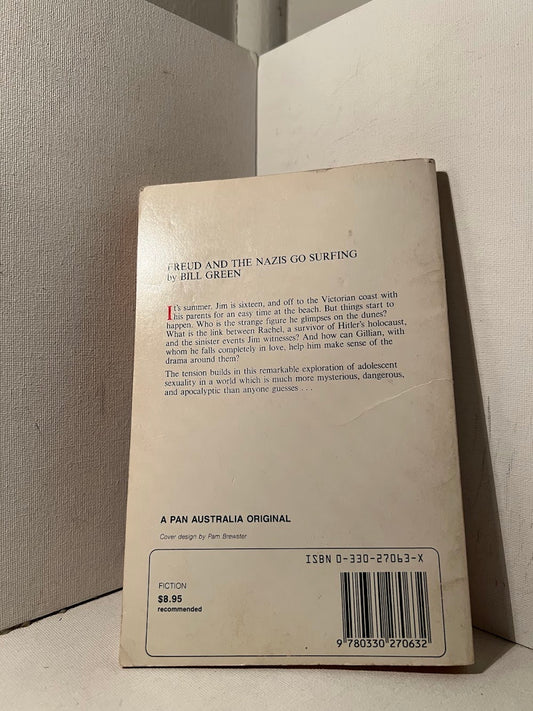 FREUD AND THE NAZIS GO SURFING
by BILL GREEN
It's summer, Jim is sixteen, and off to the Victorian coast with
his parents for an easy time at the beach. But things start to
happen. Who is the strange figure he glimpses on the dunes?
What is the link between Rachel, a survivor of Hitler's holocaust,
and the sinister events Jim witnesses? And how can Gillian, with
whom he falls completely in love, help him make sense of the
drama around them?
The tension builds in this remarkable exploration of adolescent
sexuality in a world which is much more mysterious, dangerous,
and apocalyptic than anyone guesses . . .
A PAN AUSTRALIA ORIGINAL
Cover design by Pam Brewster
ISBN 0-330-27063-X
FICTION
$8.95
recommended
9 780330 270632